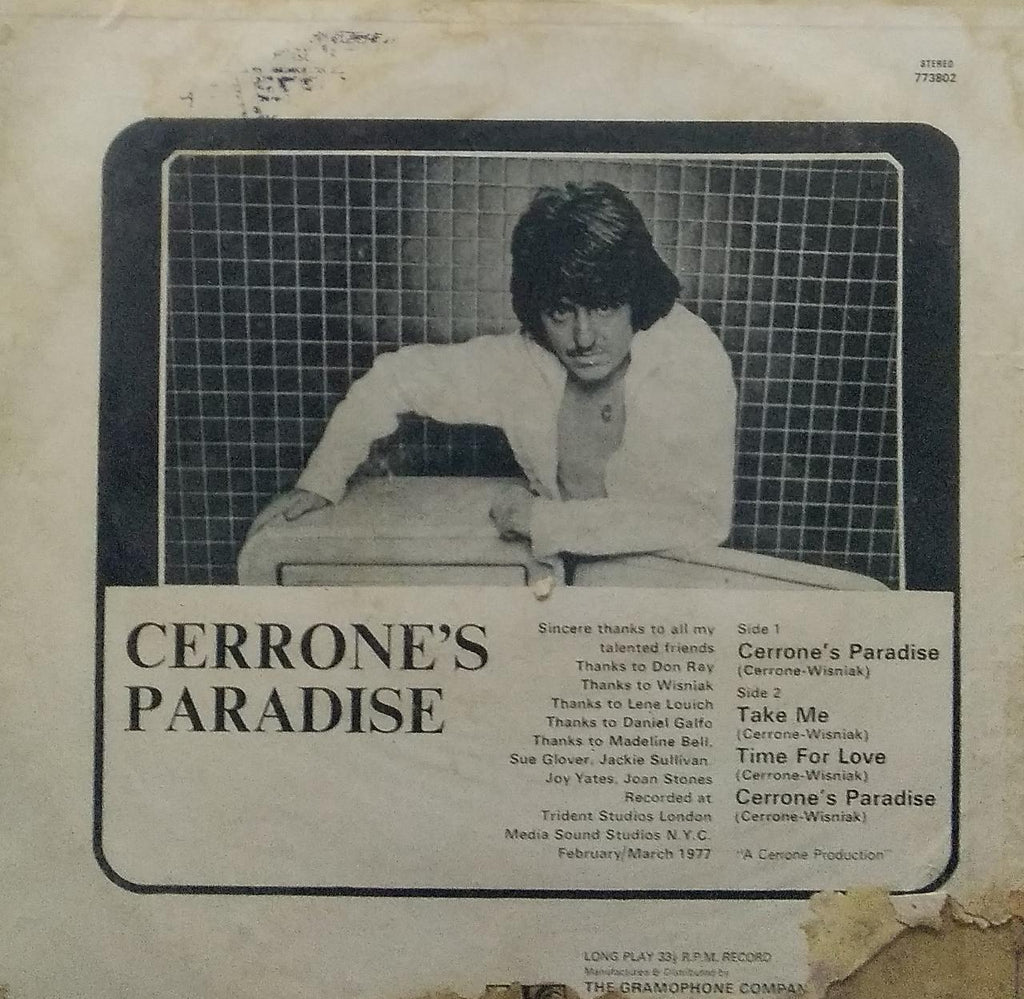 STEREO
773802
CERRONE'S
PARADISE
Sincere thanks to all my
talented friends
Thanks to Don Ray
Thanks to Wisniak
Thanks to Lene Louich
Thanks to Daniel Galfo
Thanks to Madeline Bell,
Sue Glover, Jackie Sullivan,
Joy Yates, Joan Stones
Recorded at
Trident Studios London
Media Sound Studios N.Y.C.
February/March 1977
Side 1
Cerrone's Paradise
(Cerrone-Wisniak)
Side 2
Take Me
(Cerrone-Wisniak)
Time For Love
(Cerrone-Wisniak)
Cerrone's Paradise
(Cerrone-Wisniak)
"A Cerrone Production"
LONG PLAY 33⅓ R.P.M. RECORD
Manufactured & Distributed by
THE GRAMOPHONE COMPAN